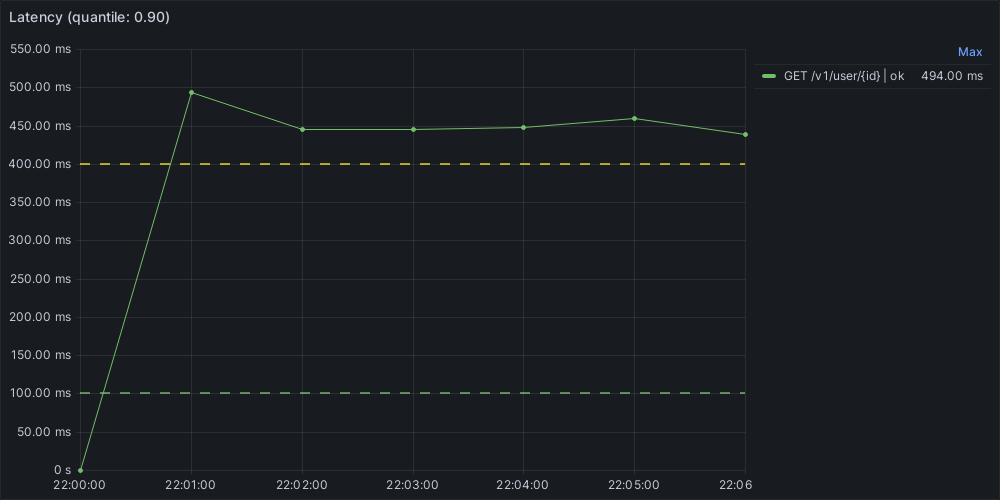 Latency (quantile: 0.90)
550.00 ms
500.00 ms
450.00 ms
400.00 ms
350.00 ms
300.00 ms
250.00 ms
200.00 ms
150.00 ms
100.00 ms
50.00 ms
0 s
22:00:00 22:01:00 22:02:00 22:03:00 22:04:00 22:05:00 22:06
Max
GET /v1/user/{id} | ok 494.00 ms